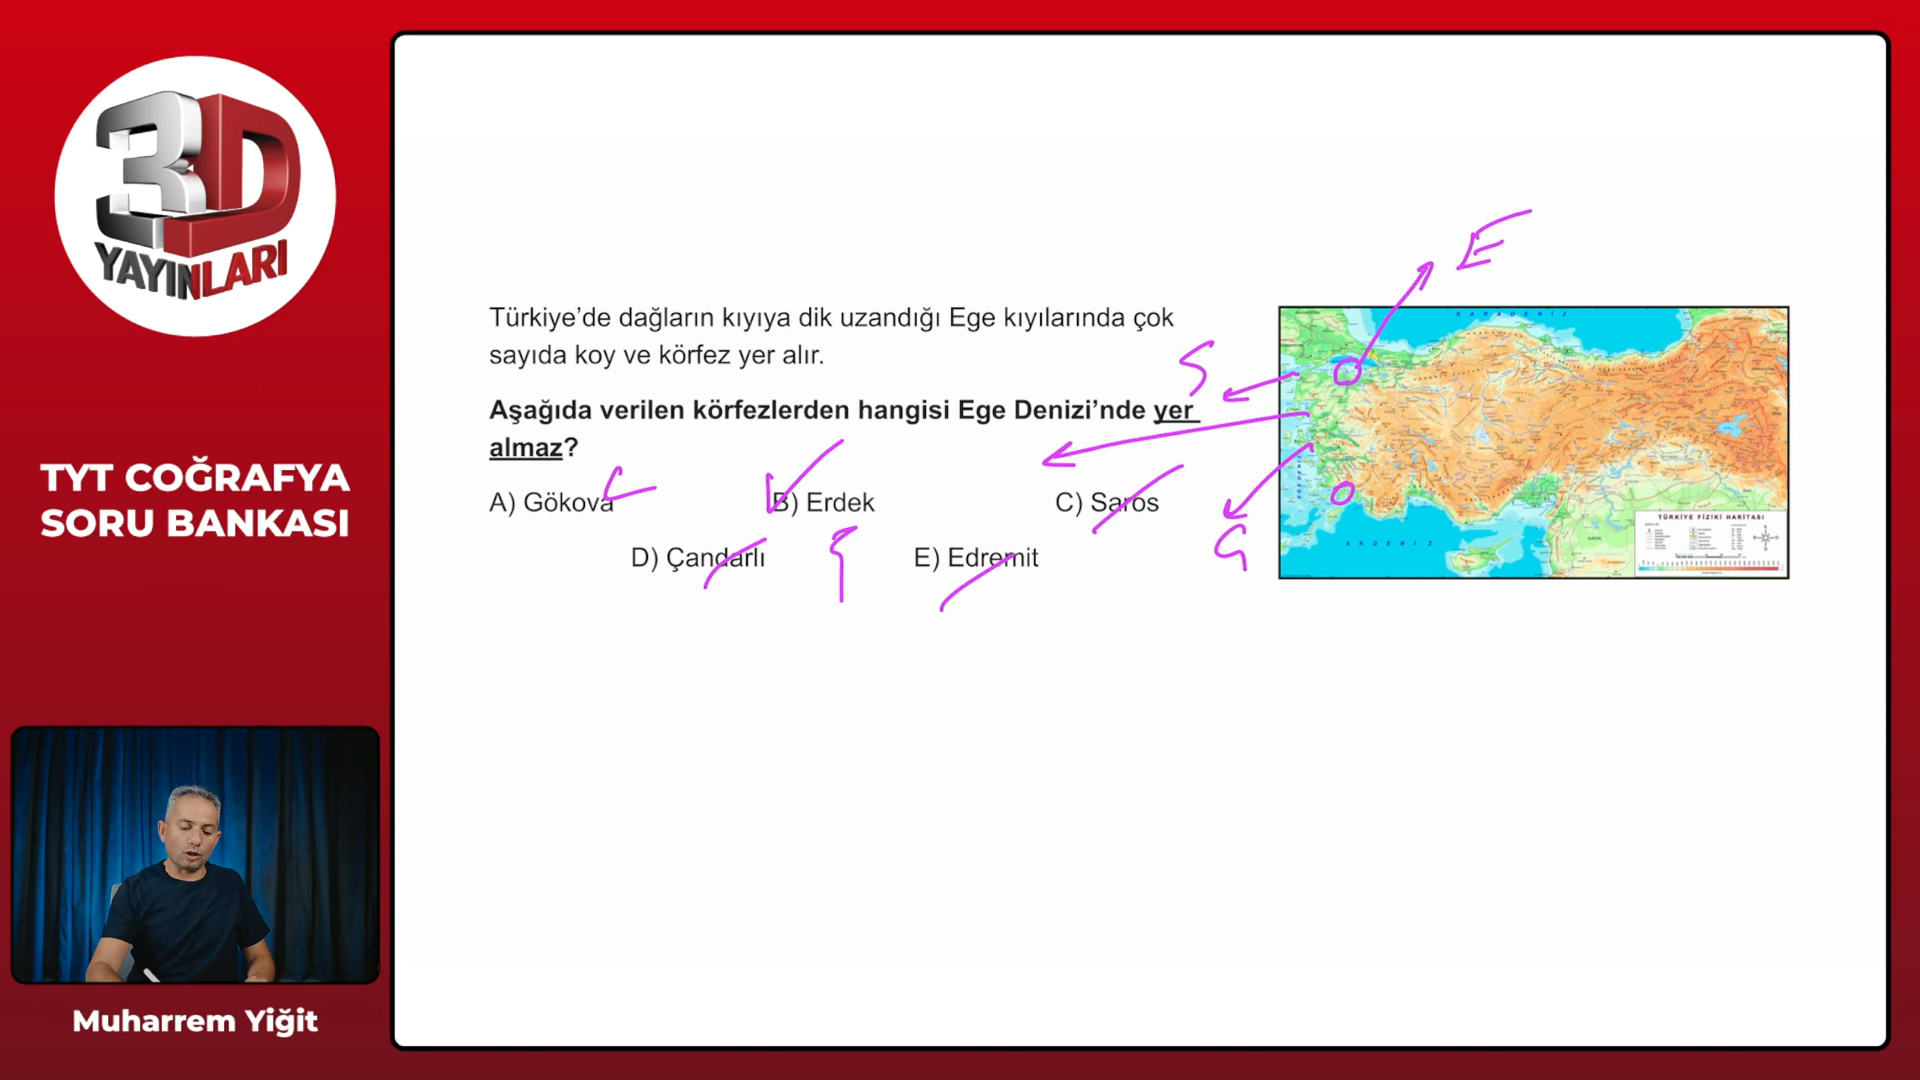 3D
YAYINLARI
TYT COĞRAFYA
SORU BANKASI
Muharrem Yiğit
Türkiye’de dağların kıyıya dik uzandığı Ege kıyılarında çok
sayıda koy ve körfez yer alır.
Aşağıda verilen körfezlerden hangisi Ege Denizi’nde yer
almaz?
A) Gökova B) Erdek C) Saros
D) Çandarlı E) Edremit
E
S
G
KARADENİZ
AKDENİZ
TÜRKİYE FİZİKİ HARİTASI